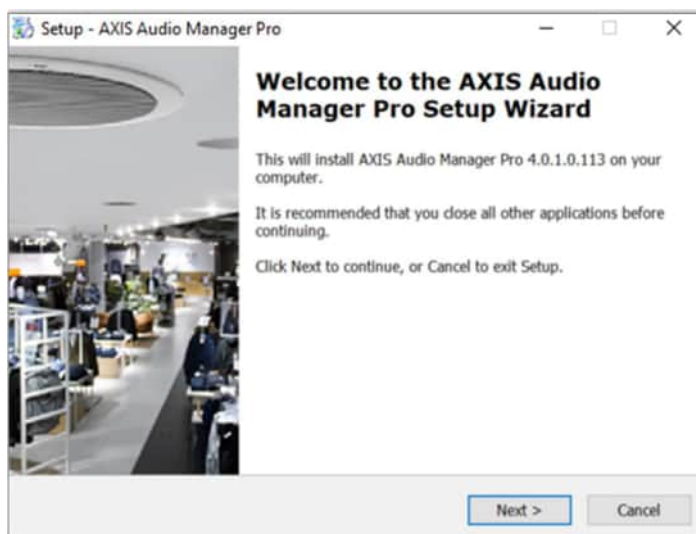 Setup - AXIS Audio Manager Pro
Welcome to the AXIS Audio
Manager Pro Setup Wizard
This will install AXIS Audio Manager Pro 4.0.1.0.113 on your
computer.
It is recommended that you close all other applications before
continuing.
Click Next to continue, or Cancel to exit Setup.
Next >
Cancel